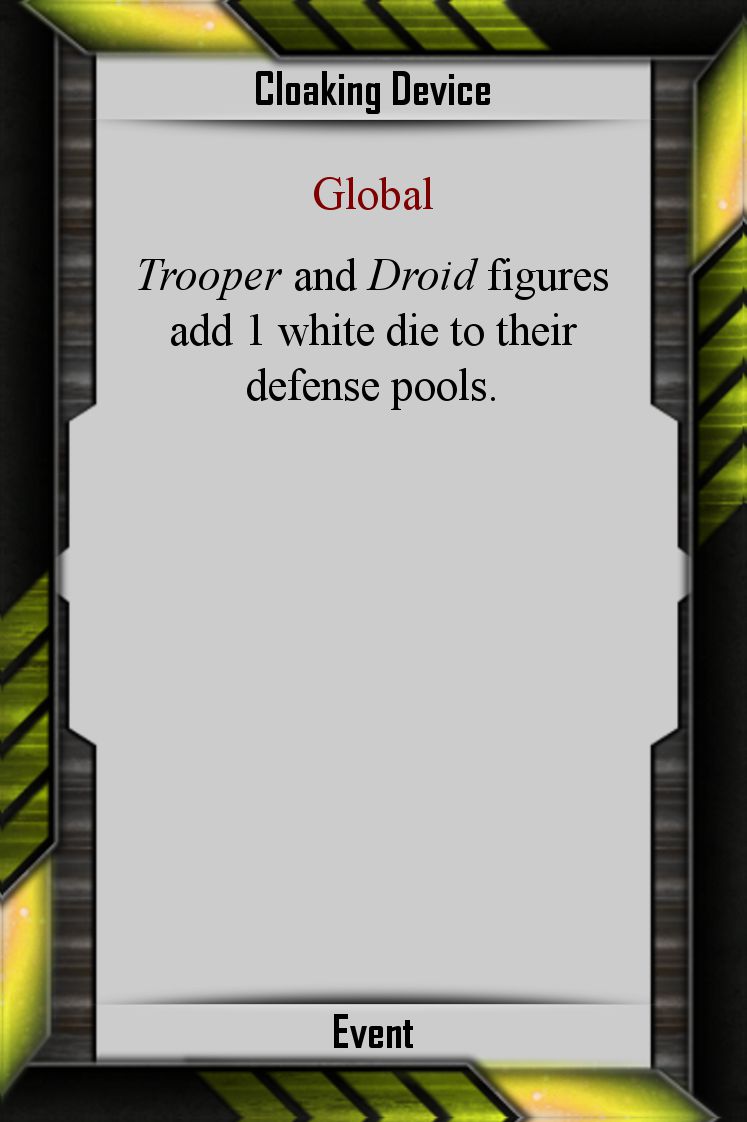 Cloaking Device
Global
Trooper and Droid figures
add 1 white die to their
defense pools.
Event